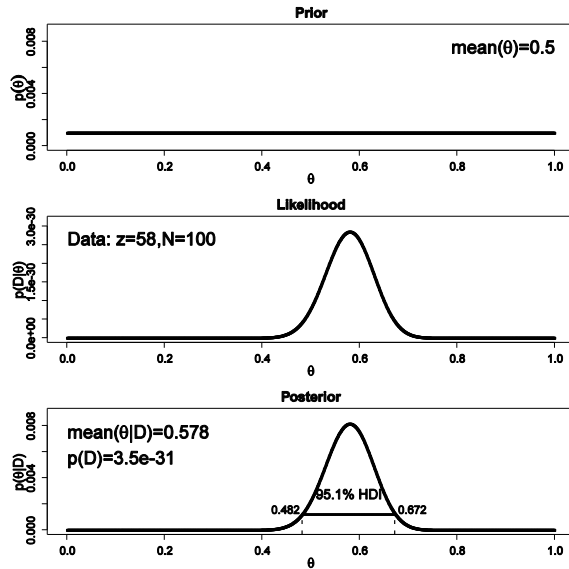 Prior
mean(θ)=0.5
p(θ)
0.000 0.004 0.008
0.0 0.2 0.4 0.6 0.8 1.0
θ
Likelihood
Data: z=58,N=100
p(D|θ)
0.0e+00 1.5e-30 3.0e-30
0.0 0.2 0.4 0.6 0.8 1.0
θ
Posterior
mean(θ|D)=0.578
p(D)=3.5e-31
95.1% HDI
0.482 0.672
p(θ|D)
0.000 0.004 0.008
0.0 0.2 0.4 0.6 0.8 1.0
θ